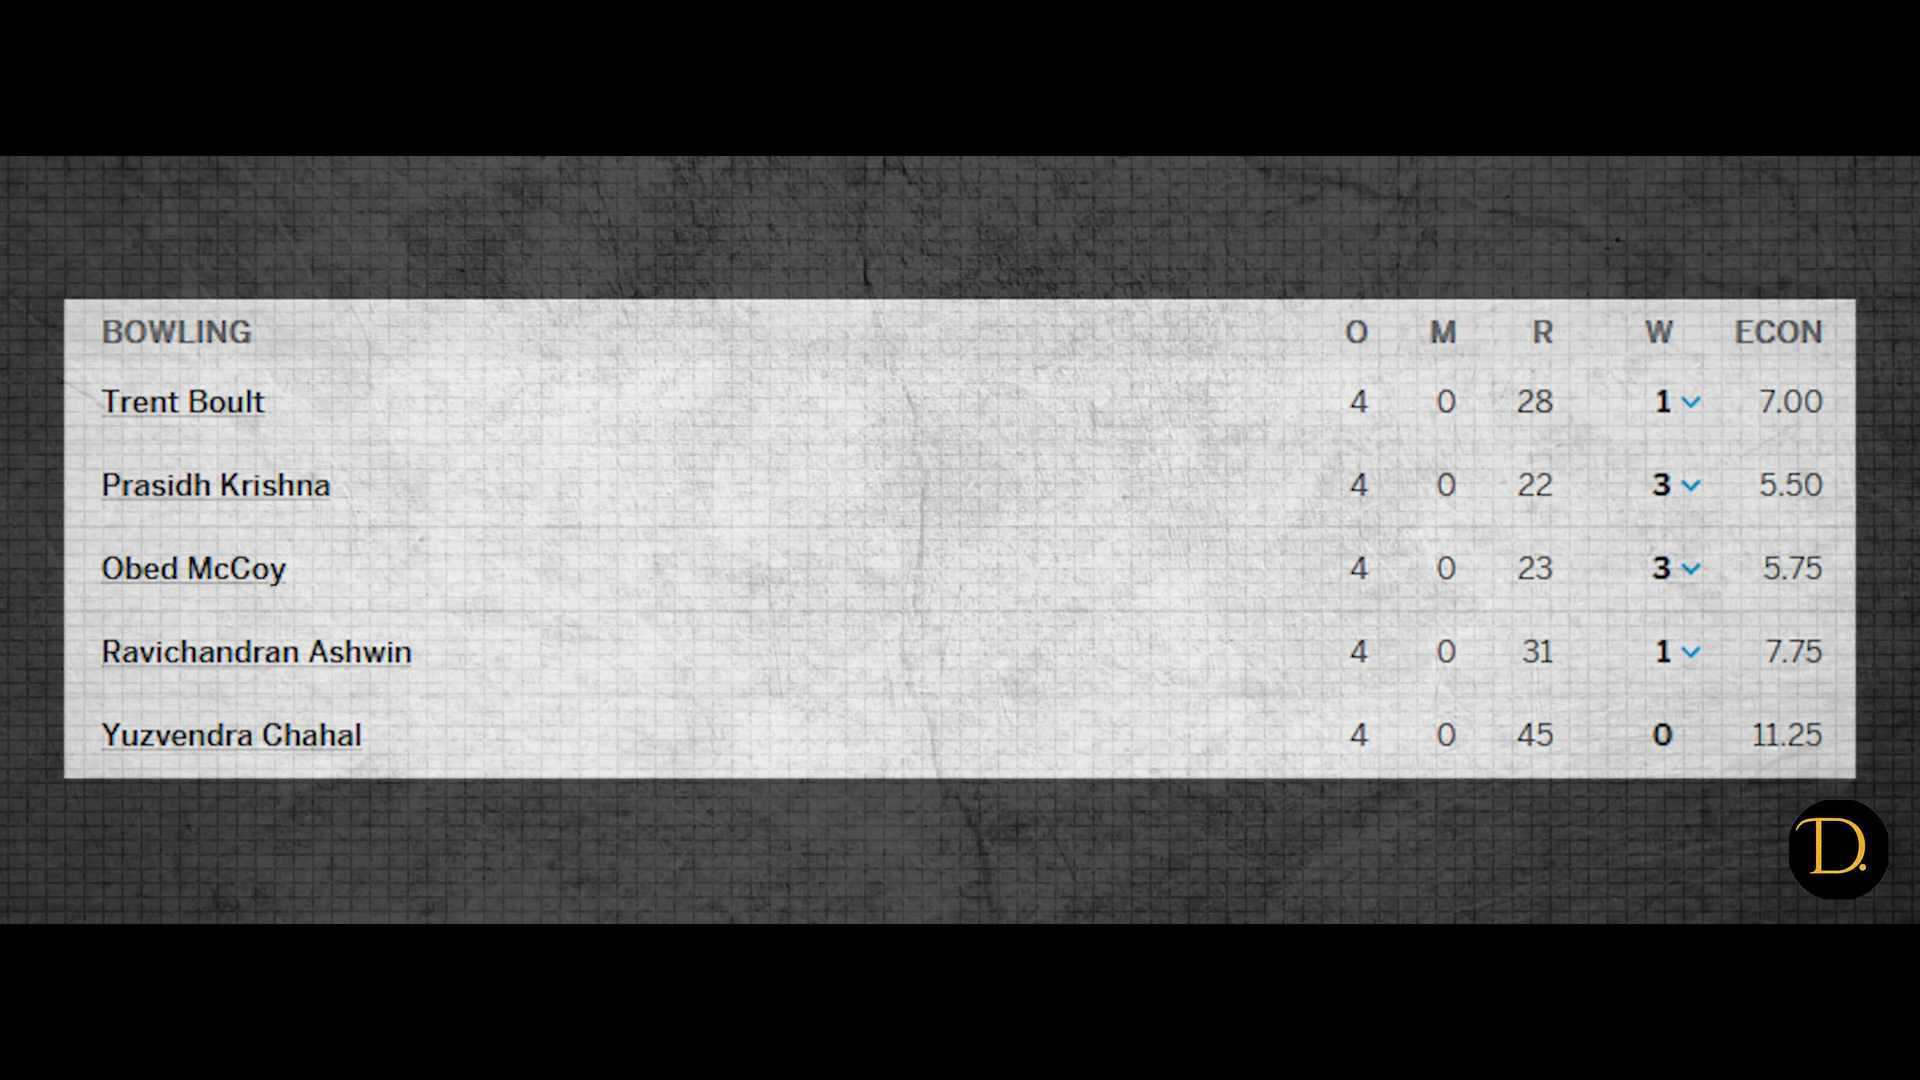 BOWLING O M R W ECON
Trent Boult 4 0 28 1 7.00
Prasidh Krishna 4 0 22 3 5.50
Obed McCoy 4 0 23 3 5.75
Ravichandran Ashwin 4 0 31 1 7.75
Yuzvendra Chahal 4 0 45 0 11.25
D.